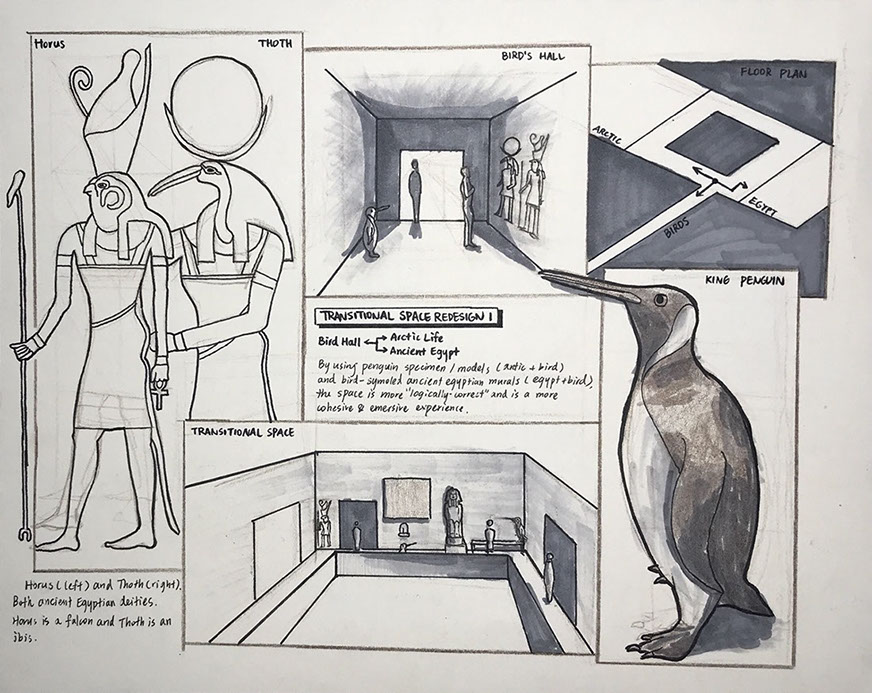 Horus
THOTH
BIRD'S HALL
FLOOR PLAN
ARCTIC
EGYPT
BIRDS
KING PENGUIN
TRANSITIONAL SPACE REDESIGN 1
Bird Hall
Arctic Life
Ancient Egypt
By using penguin specimen / models (arctic + bird)
and bird-symoled ancient egyptian murals (egypt + bird),
the space is more "logically-correct" and is a more
cohesive & emersive experience.
TRANSITIONAL SPACE
Horus (left) and Thoth (right).
Both ancient Egyptian deities.
Horus is a falcon and Thoth is an
ibis.